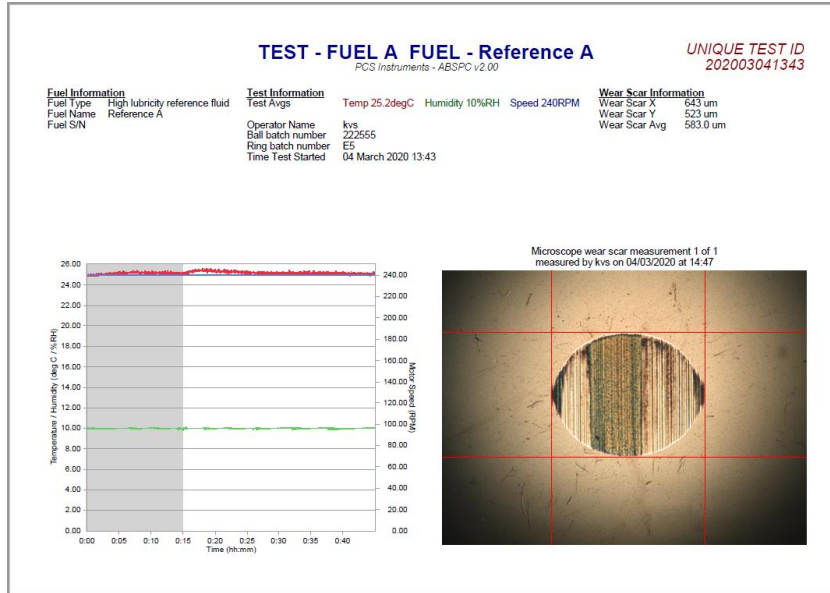 TEST - FUEL A  FUEL - Reference A
PCS Instruments - ABSPC v2.00
UNIQUE TEST ID
202003041343
Fuel Information
Fuel Type High lubricity reference fluid
Fuel Name Reference A
Fuel S/N
Test Information
Test Avgs Temp 25.2degC Humidity 10%RH Speed 240RPM
Operator Name kvs
Ball batch number 222555
Ring batch number E5
Time Test Started 04 March 2020 13:43
Wear Scar Information
Wear Scar X 643 um
Wear Scar Y 523 um
Wear Scar Avg 583.0 um
Temperature / Humidity (deg C / %RH)
26.00
24.00
22.00
20.00
18.00
16.00
14.00
12.00
10.00
8.00
6.00
4.00
2.00
0.00
0:00 0:05 0:10 0:15 0:20 0:25 0:30 0:35 0:40
Time (hh:mm)
240.00
220.00
200.00
180.00
160.00
140.00
120.00
100.00
80.00
60.00
40.00
20.00
0.00
Motor Speed (RPM)
Microscope wear scar measurement 1 of 1
measured by kvs on 04/03/2020 at 14:47